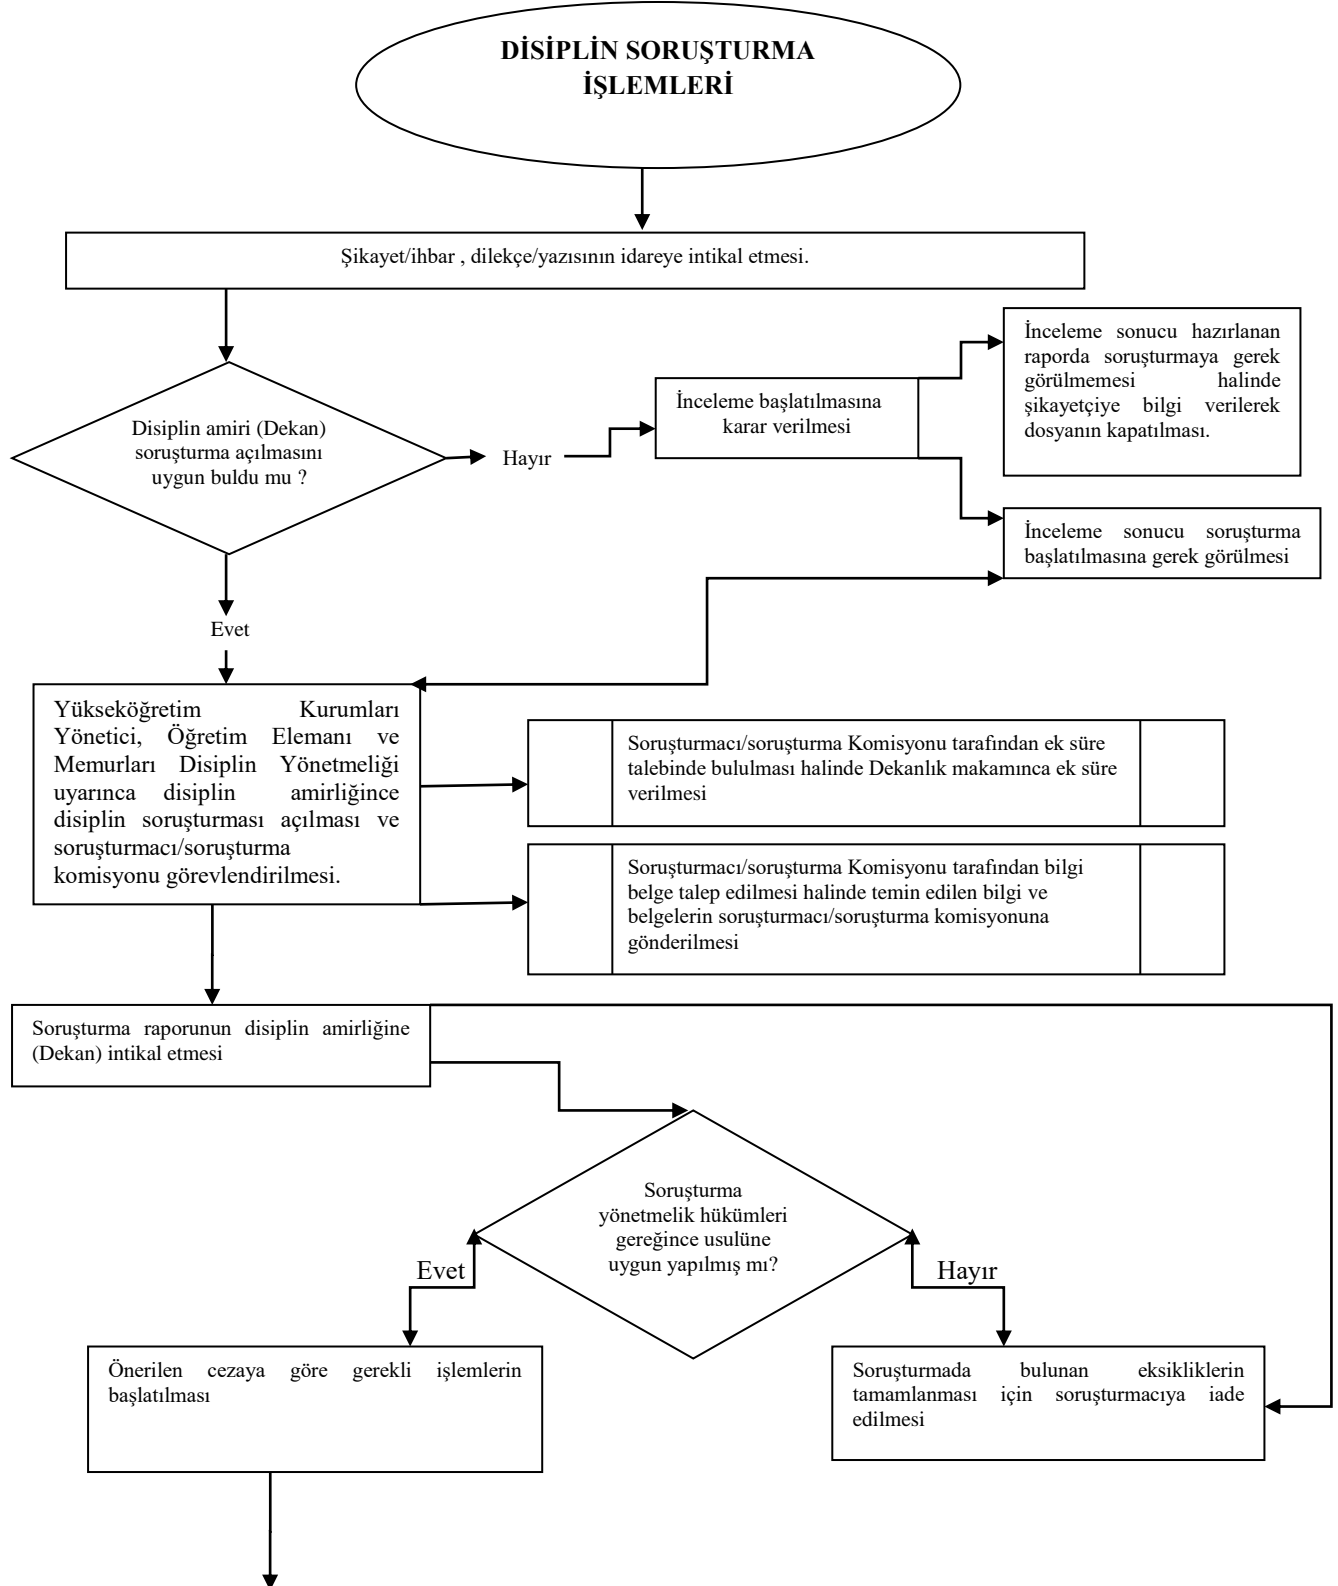 DİSİPLİN SORUŞTURMA
İŞLEMLERİ
Şikayet/ihbar , dilekçe/yazısının idareye intikal etmesi.
Disiplin amiri (Dekan)
soruşturma açılmasını
uygun buldu mu ?
Hayır
İnceleme başlatılmasına
karar verilmesi
İnceleme sonucu hazırlanan
raporda soruşturmaya gerek
görülmemesi halinde
şikayetçiye bilgi verilerek
dosyanın kapatılması.
İnceleme sonucu soruşturma
başlatılmasına gerek görülmesi
Evet
Yükseköğretim Kurumları
Yönetici, Öğretim Elemanı ve
Memurları Disiplin Yönetmeliği
uyarınca disiplin amirliğince
disiplin soruşturması açılması ve
soruşturmacı/soruşturma
komisyonu görevlendirilmesi.
Soruşturmacı/soruşturma Komisyonu tarafından ek süre
talebinde bululması halinde Dekanlık makamınca ek süre
verilmesi
Soruşturmacı/soruşturma Komisyonu tarafından bilgi
belge talep edilmesi halinde temin edilen bilgi ve
belgelerin soruşturmacı/soruşturma komisyonuna
gönderilmesi
Soruşturma raporunun disiplin amirliğine
(Dekan) intikal etmesi
Soruşturma
yönetmelik hükümleri
gereğince usulüne
uygun yapılmış mı?
Evet
Hayır
Önerilen cezaya göre gerekli işlemlerin
başlatılması
Soruşturmada bulunan eksikliklerin
tamamlanması için soruşturmacıya iade
edilmesi